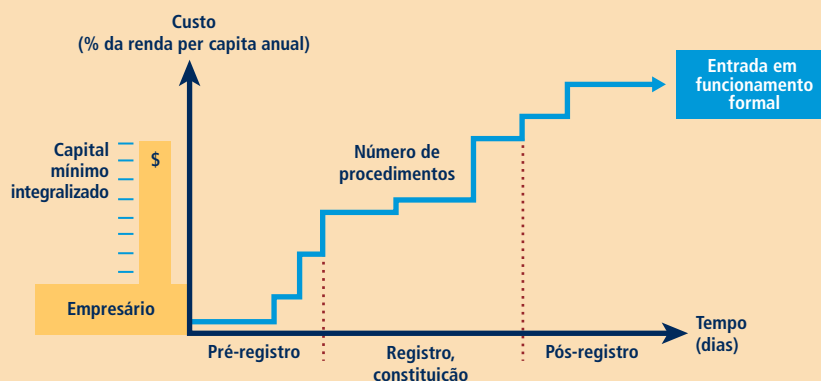 Custo
(% da renda per capita anual)
Entrada em
funcionamento
formal
Capital
mínimo
integralizado
$
Número de
procedimentos
Empresário
Tempo
(dias)
Pré-registro
Registro,
constituição
Pós-registro